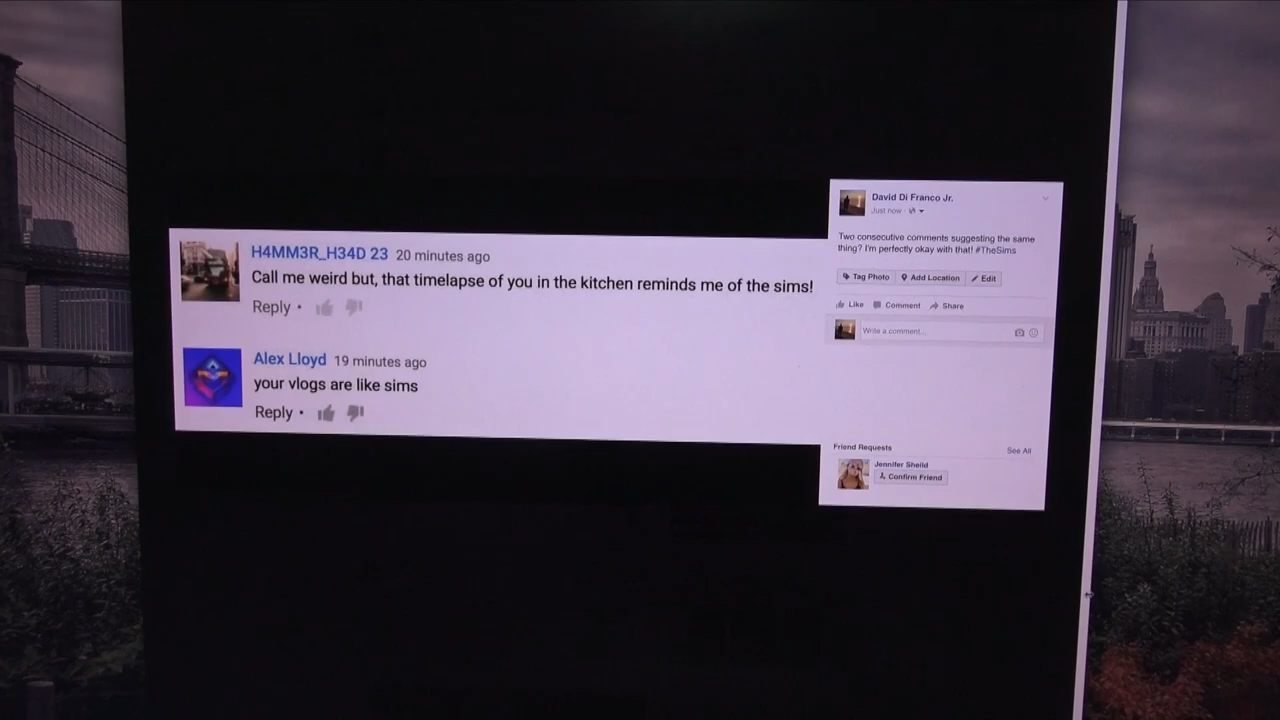 H4MM3R_H34D 23 20 minutes ago
Call me weird but, that timelapse of you in the kitchen reminds me of the sims!
Reply •
Alex Lloyd 19 minutes ago
your vlogs are like sims
Reply •
David Di Franco Jr.
Just now ·
Two consecutive comments suggesting the same
thing? I'm perfectly okay with that! #TheSims
Tag Photo Add Location Edit
Like Comment Share
Write a comment...
Friend Requests See All
Jennifer Sheild
Confirm Friend